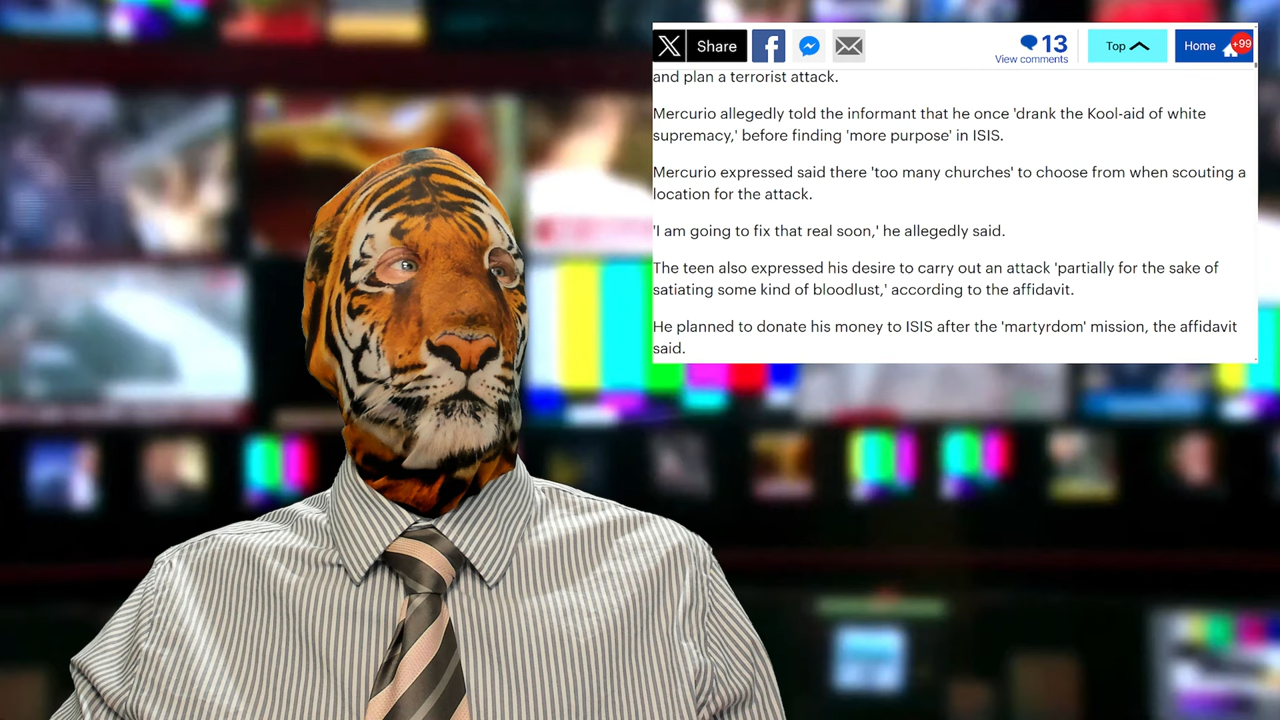 Share
13
View comments
Top
Home
+99
and plan a terrorist attack.
Mercurio allegedly told the informant that he once 'drank the Kool-aid of white
supremacy,' before finding 'more purpose' in ISIS.
Mercurio expressed said there 'too many churches' to choose from when scouting a
location for the attack.
'I am going to fix that real soon,' he allegedly said.
The teen also expressed his desire to carry out an attack 'partially for the sake of
satiating some kind of bloodlust,' according to the affidavit.
He planned to donate his money to ISIS after the 'martyrdom' mission, the affidavit
said.